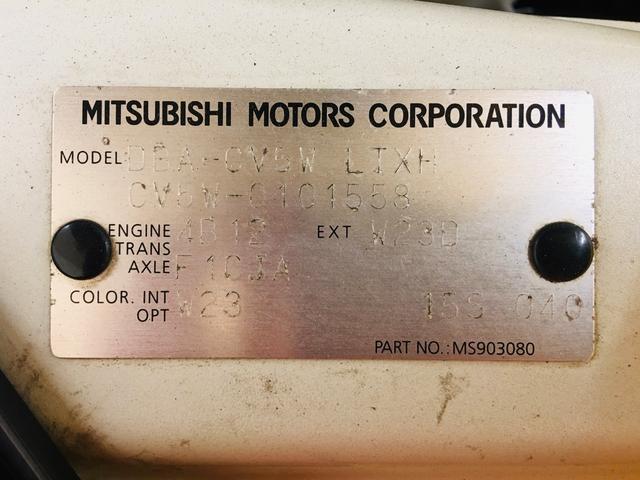 MITSUBISHI MOTORS CORPORATION
MODEL DBA-CV5W LTXH
CV5W-0101558
ENGINE 4B12 EXT W23D
TRANS
AXLE F1CJA
COLOR. INT W23 15S 040
OPT
PART NO.: MS903080